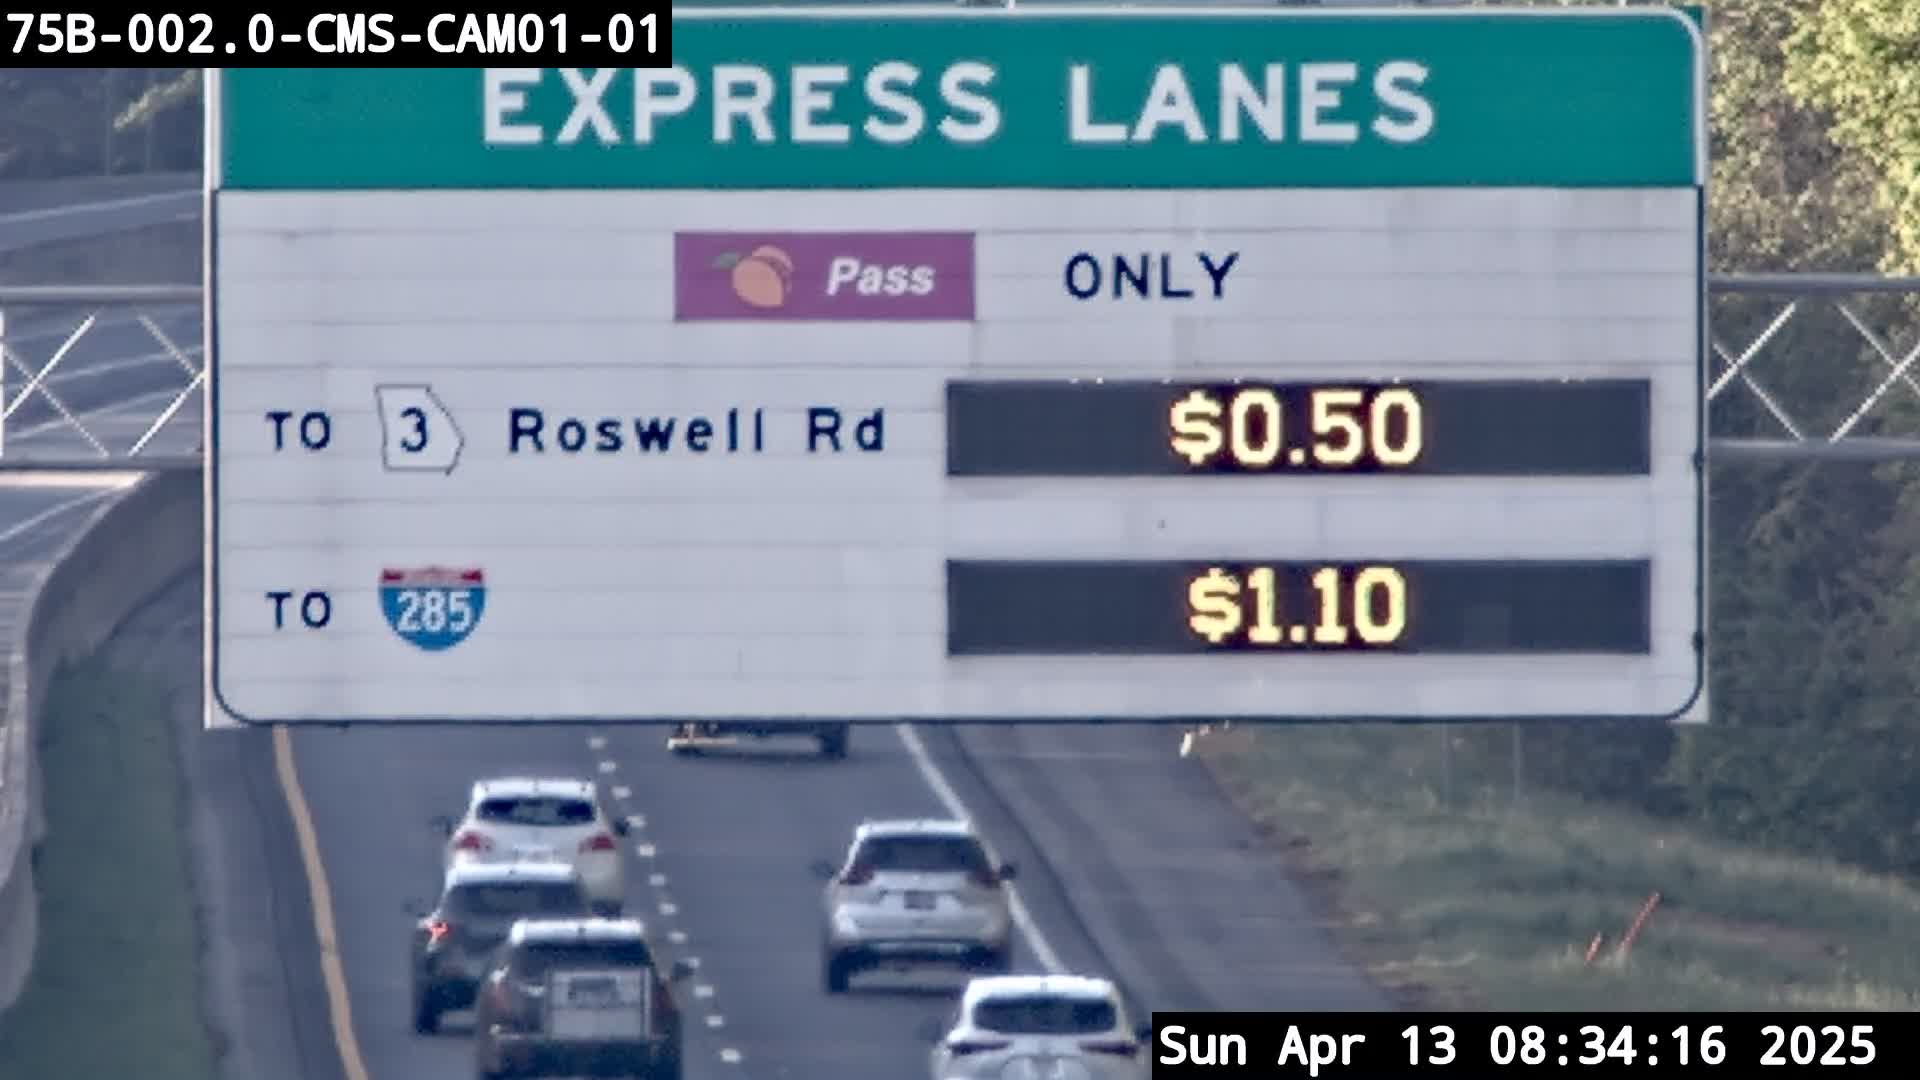 75B-002.0-CMS-CAM01-01
EXPRESS LANES
Pass ONLY
TO 3 Roswell Rd $0.50
TO 285 $1.10
Sun Apr 13 08:34:16 2025